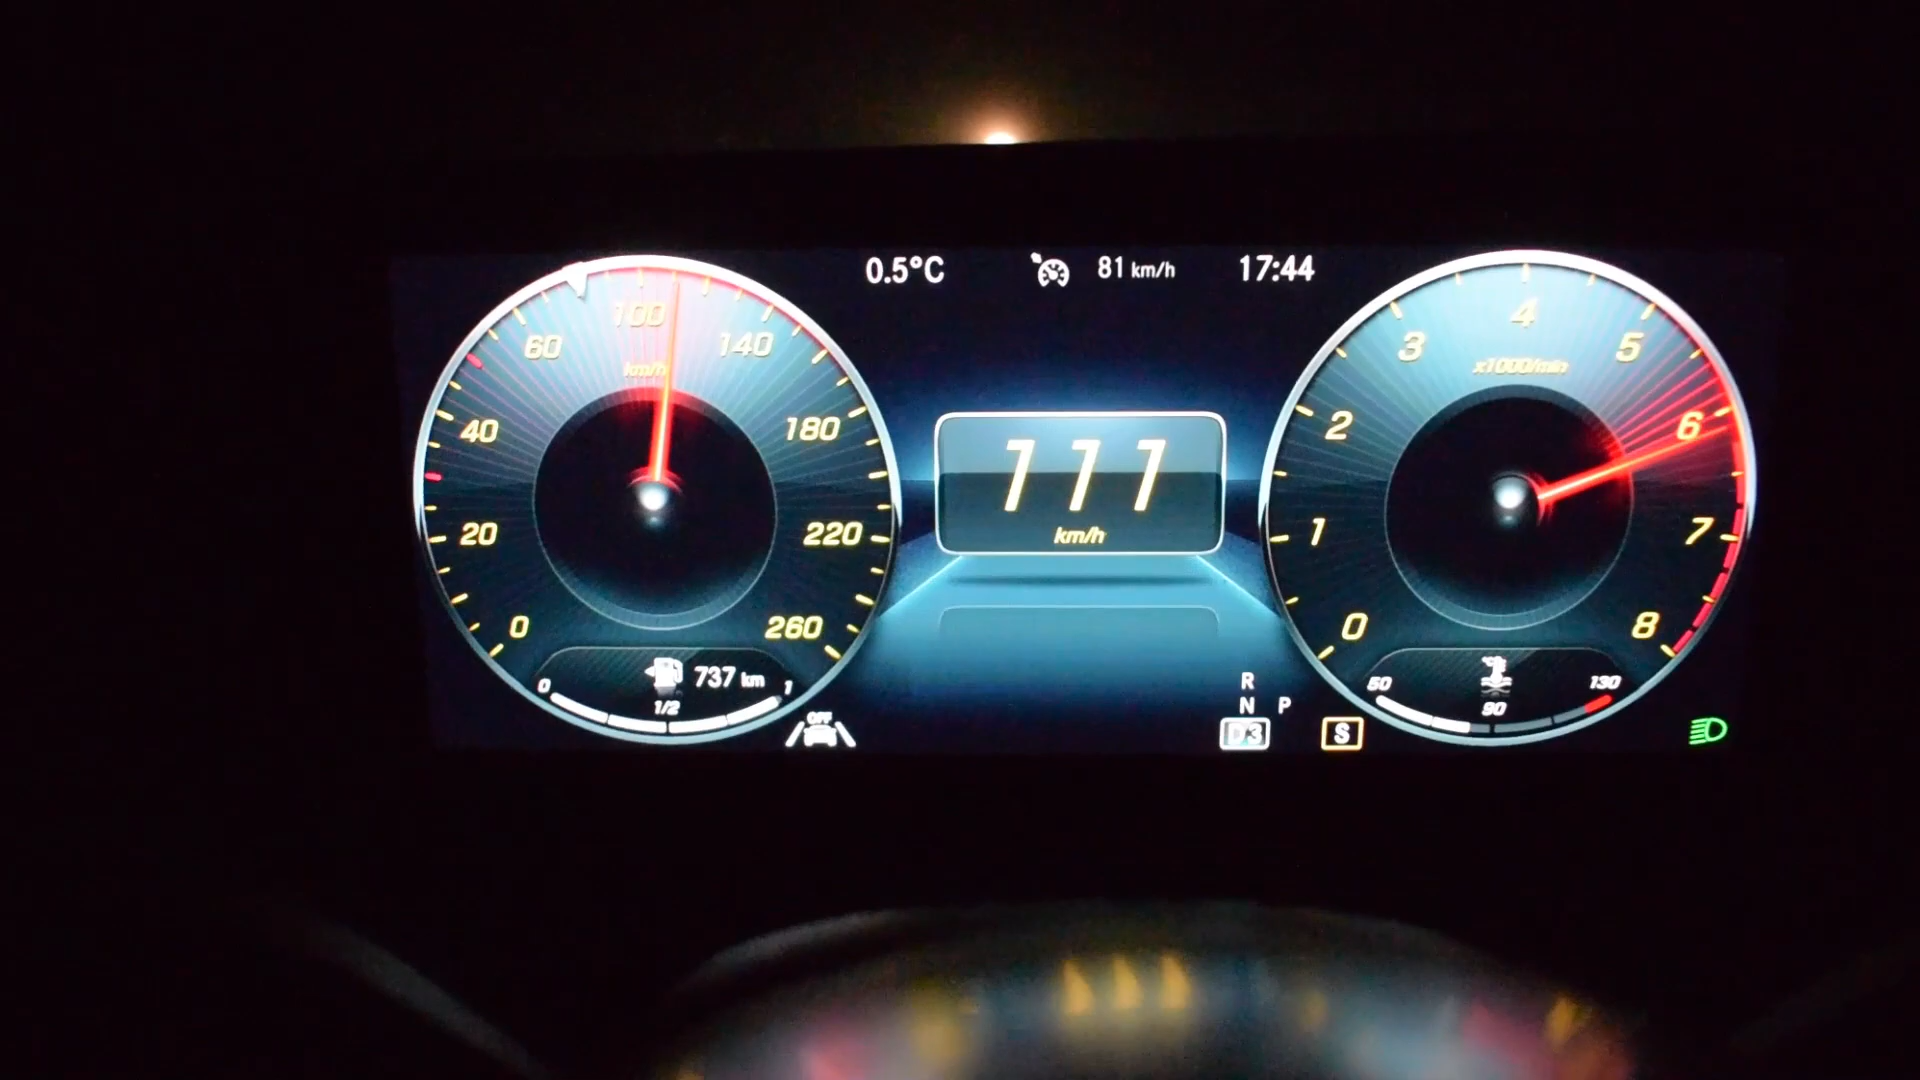 0.5°C 81 km/h 17:44
100
60 140
km/h
40 180
20 220
0 260
737 km
0 1/2 1
OFF
777
km/h
4
3 5
x1000/min
2 6
1 7
0 8
50 90 130
R
N P
D3 S